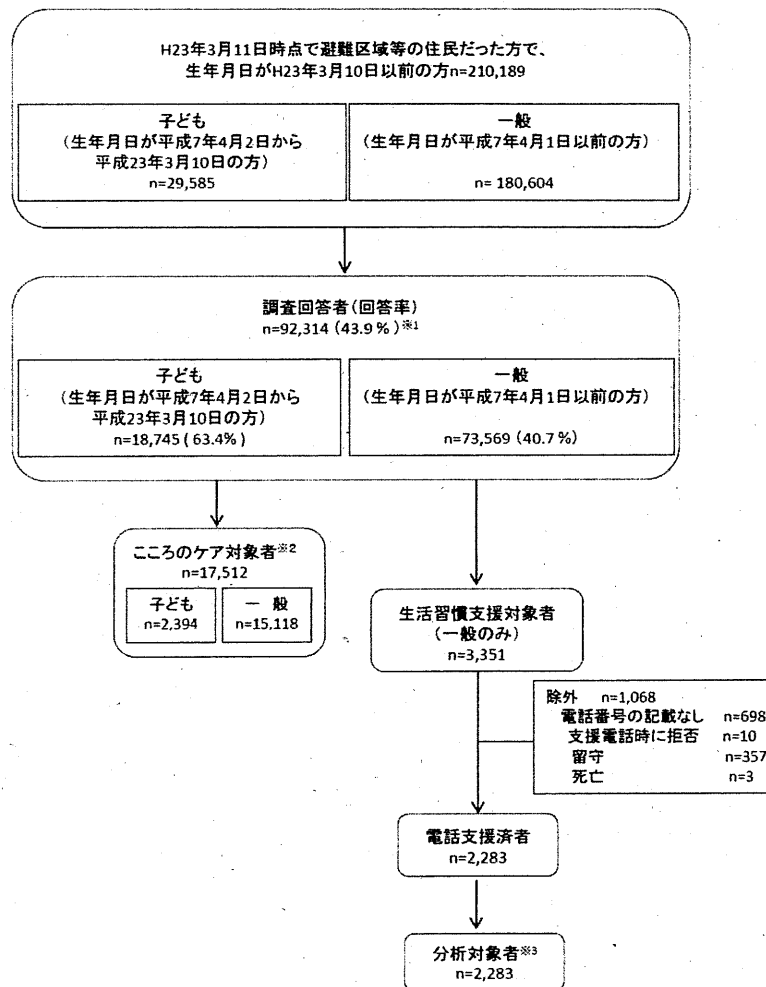 H23年3月11日時点で避難区域等の住民だった方で、
生年月日がH23年3月10日以前の方n=210,189
子ども
(生年月日が平成7年4月2日から
平成23年3月10日の方)
n=29,585
一般
(生年月日が平成7年4月1日以前の方)
n= 180,604
調査回答者(回答率)
n=92,314 (43.9%)※1
子ども
(生年月日が平成7年4月2日から
平成23年3月10日の方)
n=18,745 ( 63.4%)
一般
(生年月日が平成7年4月1日以前の方)
n=73,569 (40.7%)
こころのケア対象者※2
n=17,512
子ども
n=2,394
一般
n=15,118
生活習慣支援対象者
(一般のみ)
n=3,351
除外 n=1,068
電話番号の記載なし n=698
支援電話時に拒否 n=10
留守 n=357
死亡 n=3
電話支援済者
n=2,283
分析対象者※3
n=2,283